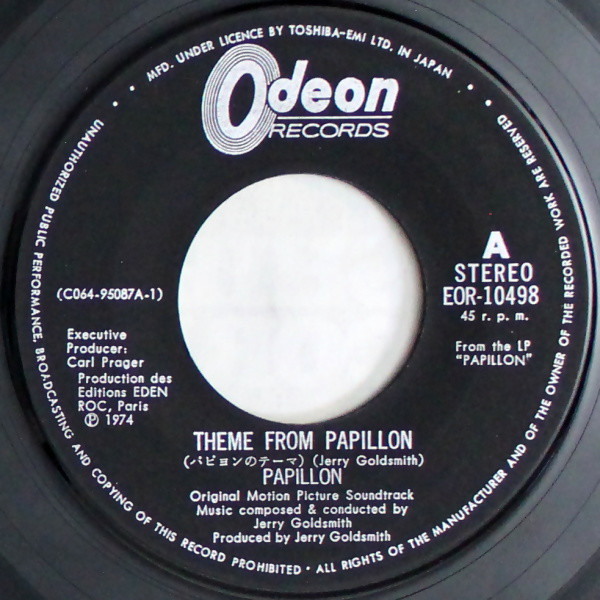 MFD. UNDER LICENCE BY TOSHIBA-EMI LTD. IN JAPAN
Odeon
RECORDS
A
STEREO
EOR-10498
45 r. p. m.
From the LP
"PAPILLON"
(C064-95087A-1)
Executive
Producer:
Carl Prager
Production des
Editions EDEN
ROC, Paris
Ⓟ 1974
THEME FROM PAPILLON
(パピヨンのテーマ) (Jerry Goldsmith)
PAPILLON
Original Motion Picture Soundtrack
Music composed & conducted by
Jerry Goldsmith
Produced by Jerry Goldsmith
UNAUTHORIZED PUBLIC PERFORMANCE, BROADCASTING AND COPYING OF THIS RECORD PROHIBITED • ALL RIGHTS OF THE MANUFACTURER AND OF THE OWNER OF THE RECORDED WORK ARE RESERVED